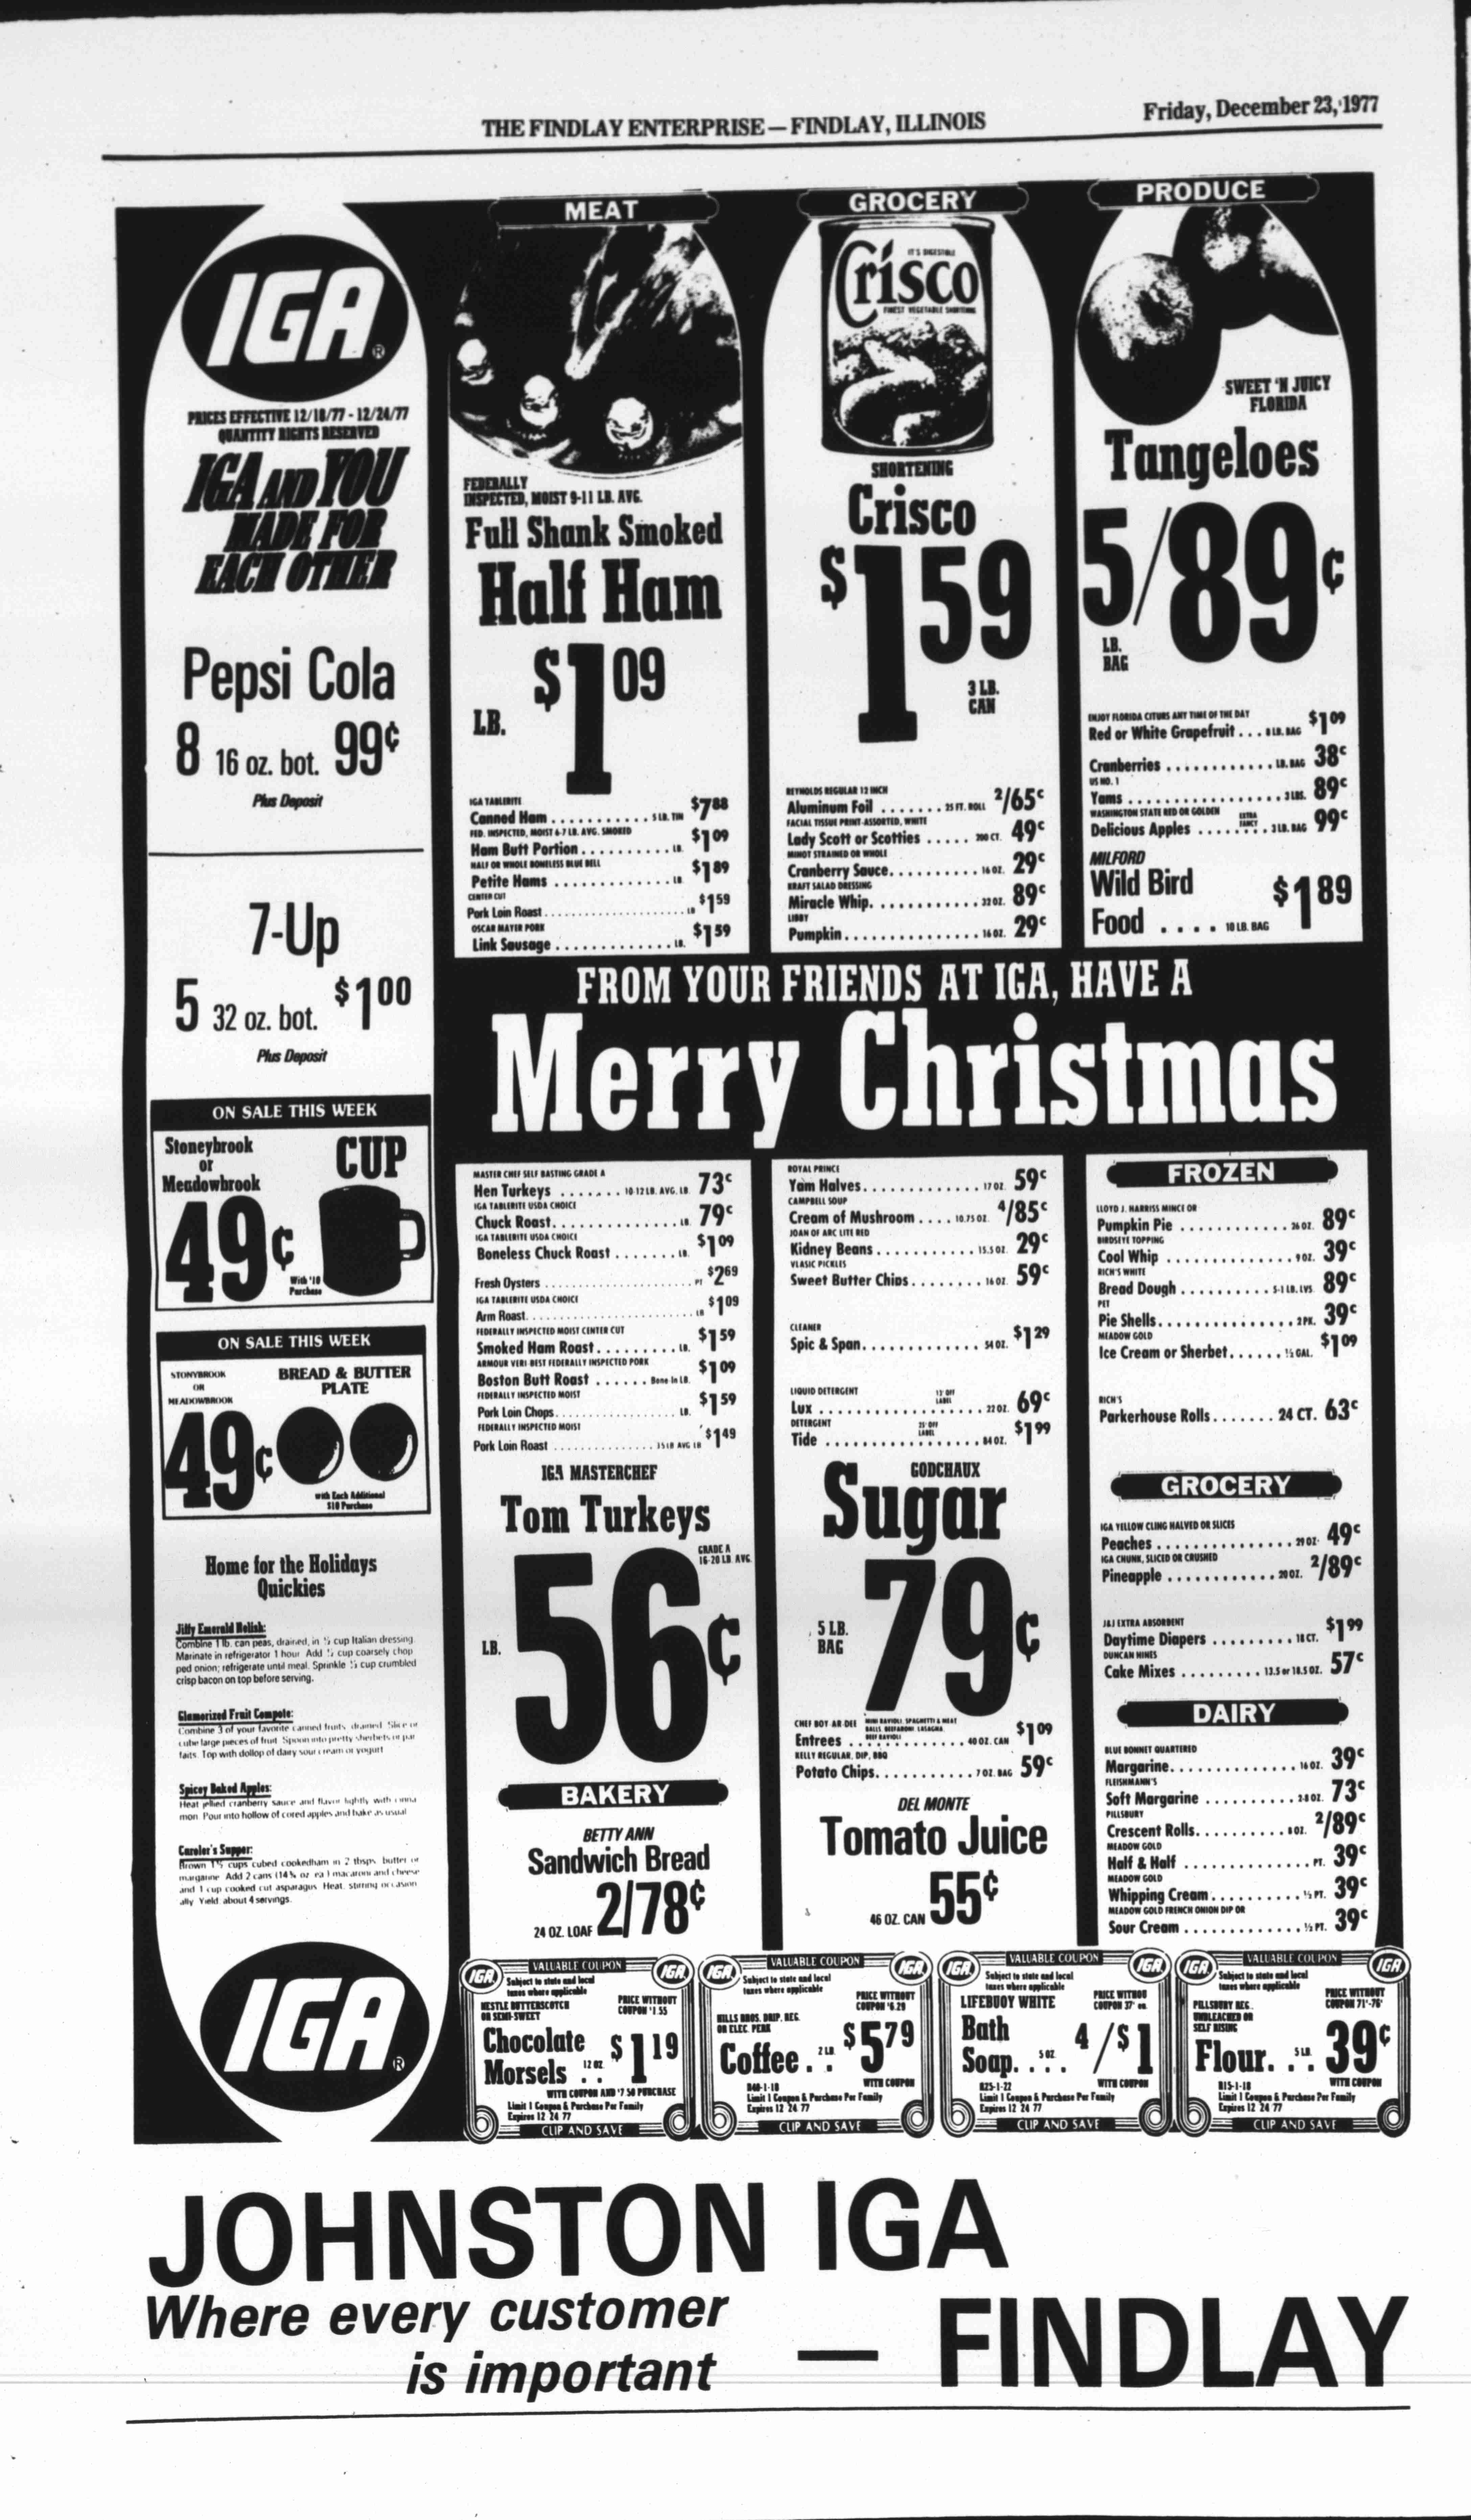 THE FINDLAY ENTERPRISE — FINDLAY, ILLINOIS
Friday, December 23, 1977
IGA
PRICES EFFECTIVE 12/18/77 - 12/24/77
QUANTITY RIGHTS RESERVED
IGA AND YOU
MADE FOR
EACH OTHER
Pepsi Cola
8 16 oz. bot. 99¢
Plus Deposit
7-Up
5 32 oz. bot. $1 00
Plus Deposit
ON SALE THIS WEEK
Stoneybrook
or
Meadowbrook
CUP
49¢
With $10
Purchase
ON SALE THIS WEEK
STONYBROOK
OR
MEADOWBROOK
BREAD & BUTTER
PLATE
49¢
with Each Additional
$10 Purchase
Home for the Holidays
Quickies
Jiffy Emerald Relish:
Combine 1 lb. can peas, drained, in ½ cup Italian dressing.
Marinate in refrigerator 1 hour. Add cup coarsely chop
ped onion; refrigerate until meal. Sprinkle cup crumbled
crisp bacon on top before serving.
Glamorized Fruit Compote:
Combine 3 of your favorite canned fruits drained Slice or
cube large pieces of fruit Spoon into pretty sherbets or par
faits. Top with dollop of dairy sour cream or yogurt
Spicey Baked Apples:
Heat jellied cranberry sauce and flavor lightly with cinna
mon Pour into hollow of cored apples and bake as usual
Caroler's Supper:
Brown 1½ cups cubed cookedham in 2 tbsps butter or
margarine Add 2 cans (14¾ oz ea) macaroni and cheese
and 1 cup cooked cut asparagus Heat, stirring occasion
ally Yield about 4 servings.
IGA
MEAT
FEDERALLY
INSPECTED, MOIST 9-11 LB. AVG.
Full Shank Smoked
Half Ham
LB. $1 09
IGA TABLERITE
Canned Ham . . . . . . . . . . . 5 LB. TIN $7 88
FED. INSPECTED, MOIST 6-7 LB. AVG. SMOKED
Ham Butt Portion . . . . . . . . . . LB. $1 09
HALF OR WHOLE BONELESS BLUE BELL
Petite Hams . . . . . . . . . . . . . LB. $1 89
CENTER CUT
Pork Loin Roast . . . . . . . . . . . . LB $1 59
OSCAR MAYER PORK
Link Sausage . . . . . . . . . . . . . LB. $1 59
GROCERY
IT'S DIGESTIBLE
Crisco
FINEST VEGETABLE SHORTENING
SHORTENING
Crisco
$1 59
3 LB.
CAN
REYNOLDS REGULAR 12 INCH
Aluminum Foil . . . . . . . 25 FT. ROLL 2/65¢
FACIAL TISSUE PRINT-ASSORTED, WHITE
Lady Scott or Scotties . . . . . 200 CT. 49¢
MINOT STRAINED OR WHOLE
Cranberry Sauce. . . . . . . . . . 16 OZ. 29¢
KRAFT SALAD DRESSING
Miracle Whip. . . . . . . . . . . . 32 OZ. 89¢
LIBBY
Pumpkin. . . . . . . . . . . . . . . 16 OZ. 29¢
PRODUCE
SWEET 'N JUICY
FLORIDA
Tangeloes
5/89¢
LB.
BAG
ENJOY FLORIDA CITURS ANY TIME OF THE DAY
Red or White Grapefruit . . . 8 LB. BAG $1 09
Cranberries . . . . . . . . . . . . LB. BAG 38¢
US NO. 1
Yams . . . . . . . . . . . . . . . . 3 LBS. 89¢
WASHINGTON STATE RED OR GOLDEN
Delicious Apples . . . . . EXTRA FANCY . . . 3 LB. BAG 99¢
MILFORD
Wild Bird
Food . . . . 10 LB. BAG $1 89
FROM YOUR FRIENDS AT IGA, HAVE A
Merry Christmas
MASTER CHEF SELF BASTING GRADE A
Hen Turkeys . . . . . . . 10-12 LB. AVG. LB. 73¢
IGA TABLERITE USDA CHOICE
Chuck Roast. . . . . . . . . . . . . LB. 79¢
IGA TABLERITE USDA CHOICE
Boneless Chuck Roast . . . . . . . LB. $1 09
Fresh Oysters . . . . . . . . . . . . PT $2 69
IGA TABLERITE USDA CHOICE
Arm Roast. . . . . . . . . . . . . . LB $1 09
FEDERALLY INSPECTED MOIST CENTER CUT
Smoked Ham Roast. . . . . . . . . LB. $1 59
ARMOUR VERI-BEST FEDERALLY INSPECTED PORK
Boston Butt Roast . . . . . . Bone-In LB. $1 09
FEDERALLY INSPECTED MOIST
Pork Loin Chops. . . . . . . . . . . LB. $1 59
FEDERALLY INSPECTED MOIST
Pork Loin Roast . . . . . . . . . . 3 5 LB AVG LB $1 49
IGA MASTERCHEF
Tom Turkeys
GRADE A
16-20 LB. AVG.
LB. 56¢
BAKERY
BETTY ANN
Sandwich Bread
24 OZ. LOAF 2/78¢
ROYAL PRINCE
Yam Halves. . . . . . . . . . . . . 17 OZ. 59¢
CAMPBELL SOUP
Cream of Mushroom . . . . 10.75 OZ. 4/85¢
JOAN OF ARC LITE RED
Kidney Beans . . . . . . . . . . . 15.5 OZ. 29¢
VLASIC PICKLES
Sweet Butter Chips. . . . . . . . 16 OZ. 59¢
CLEANER
Spic & Span. . . . . . . . . . . . . 54 OZ. $1 29
LIQUID DETERGENT 12¢ OFF LABEL
Lux . . . . . . . . . . . . . . . . . . 22 OZ. 69¢
DETERGENT 25¢ OFF LABEL
Tide . . . . . . . . . . . . . . . . . 84 OZ. $1 99
GODCHAUX
Sugar
5 LB.
BAG
79¢
CHEF BOY-AR-DEE MINI RAVIOLI, SPAGHETTI & MEAT
BALLS, BEEFARONI, LASAGNA,
BEEF RAVIOLI
Entrees . . . . . . . . . . . . . 40 OZ. CAN $1 09
KELLY REGULAR, DIP, BBQ
Potato Chips. . . . . . . . . . . 7 OZ. BAG 59¢
DEL MONTE
Tomato Juice
46 OZ. CAN 55¢
FROZEN
LLOYD J. HARRISS MINCE OR
Pumpkin Pie . . . . . . . . . . . . 26 OZ. 89¢
BIRDSEYE TOPPING
Cool Whip . . . . . . . . . . . . . . 9 OZ. 39¢
RICH'S WHITE
Bread Dough . . . . . . . . . . 5-1 LB. LVS 89¢
PET
Pie Shells. . . . . . . . . . . . . . . 2 PK. 39¢
MEADOW GOLD
Ice Cream or Sherbet. . . . . . ½ GAL. $1 09
RICH'S
Parkerhouse Rolls . . . . . . . 24 CT. 63¢
GROCERY
IGA YELLOW CLING HALVED OR SLICES
Peaches . . . . . . . . . . . . . . . 29 OZ. 49¢
IGA CHUNK, SLICED OR CRUSHED
Pineapple . . . . . . . . . . . . 20 OZ. 2/89¢
J&J EXTRA ABSORBENT
Daytime Diapers . . . . . . . . . 18 CT. $1 99
DUNCAN HINES
Cake Mixes . . . . . . . . . 13.5 or 18.5 OZ. 57¢
DAIRY
BLUE BONNET QUARTERED
Margarine. . . . . . . . . . . . . . 16 OZ. 39¢
FLEISHMANN'S
Soft Margarine . . . . . . . . . . 2-8 OZ. 73¢
PILLSBURY
Crescent Rolls. . . . . . . . . . 8 OZ. 2/89¢
MEADOW GOLD
Half & Half . . . . . . . . . . . . . . PT. 39¢
MEADOW GOLD
Whipping Cream . . . . . . . . . . ½ PT. 39¢
MEADOW GOLD FRENCH ONION DIP OR
Sour Cream . . . . . . . . . . . . . ½ PT. 39¢
IGA VALUABLE COUPON IGA
Subject to state and local
taxes where applicable
NESTLE BUTTERSCOTCH
OR SEMI-SWEET
PRICE WITHOUT
COUPON $1.55
Chocolate
Morsels . . 12 OZ. $1 19
WITH COUPON AND $7.50 PURCHASE
Limit 1 Coupon & Purchase Per Family
Expires 12 24 77
CLIP AND SAVE
IGA VALUABLE COUPON IGA
Subject to state and local
taxes where applicable
PRICE WITHOUT
COUPON $6.29
HILLS BROS. DRIP, REG.
OR ELEC. PERK
Coffee. . . 2 LB. $5 79
WITH COUPON
Limit 1 Coupon & Purchase Per Family
Expires 12 24 77
CLIP AND SAVE
IGA VALUABLE COUPON IGA
Subject to state and local
taxes where applicable
LIFEBUOY WHITE
PRICE WITHOUT
COUPON 37¢ ea.
Bath
Soap. . . . 5 OZ. 4/$1
825-1-22 WITH COUPON
Limit 1 Coupon & Purchase Per Family
Expires 12 24 77
CLIP AND SAVE
IGA VALUABLE COUPON IGA
Subject to state and local
taxes where applicable
PILLSBURY REG.
UNBLEACHED OR
SELF RISING
PRICE WITHOUT
COUPON 71¢-76¢
Flour. . . . 5 LB. 39¢
815-1-18 WITH COUPON
Limit 1 Coupon & Purchase Per Family
Expires 12 24 77
CLIP AND SAVE
JOHNSTON IGA
Where every customer
is important
— FINDLAY